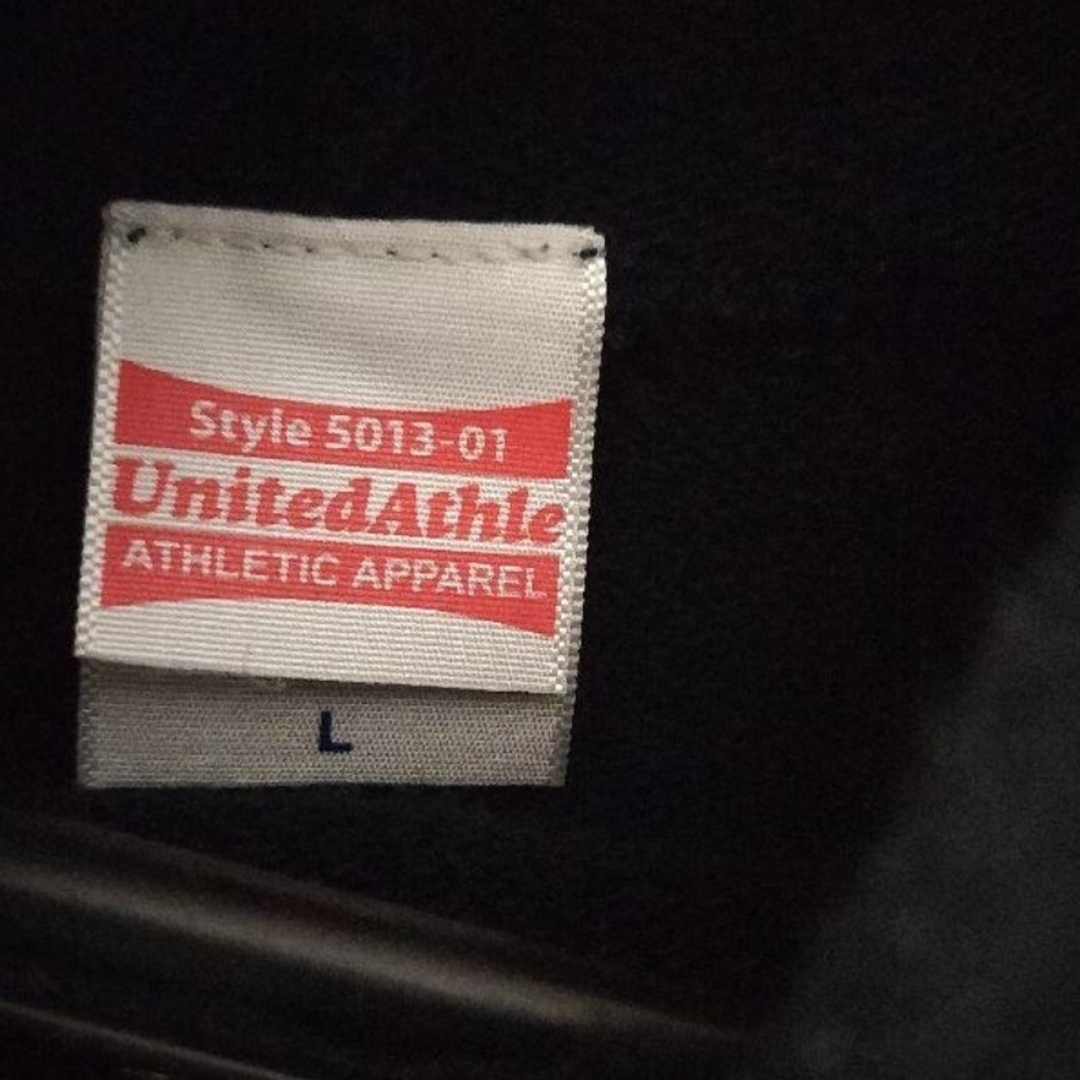 Style 5013-01
UnitedAthle
ATHLETIC APPAREL
L